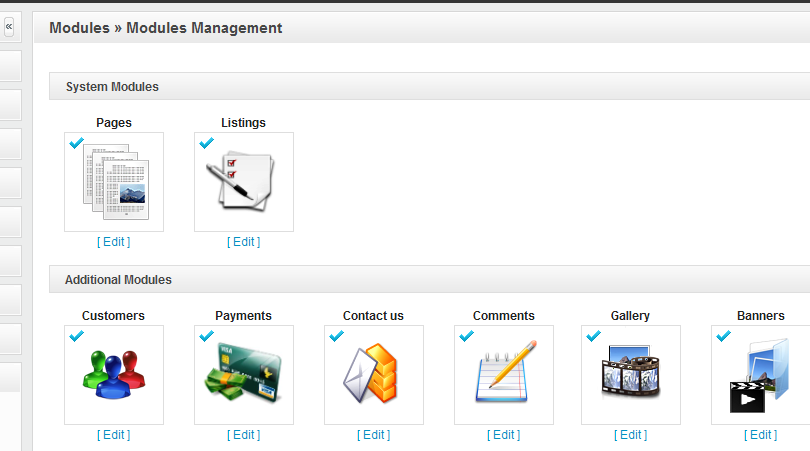 «
Modules » Modules Management
System Modules
Pages Listings
[ Edit ] [ Edit ]
Additional Modules
Customers Payments Contact us Comments Gallery Banners
VISA
[ Edit ] [ Edit ] [ Edit ] [ Edit ] [ Edit ] [ Edit ]